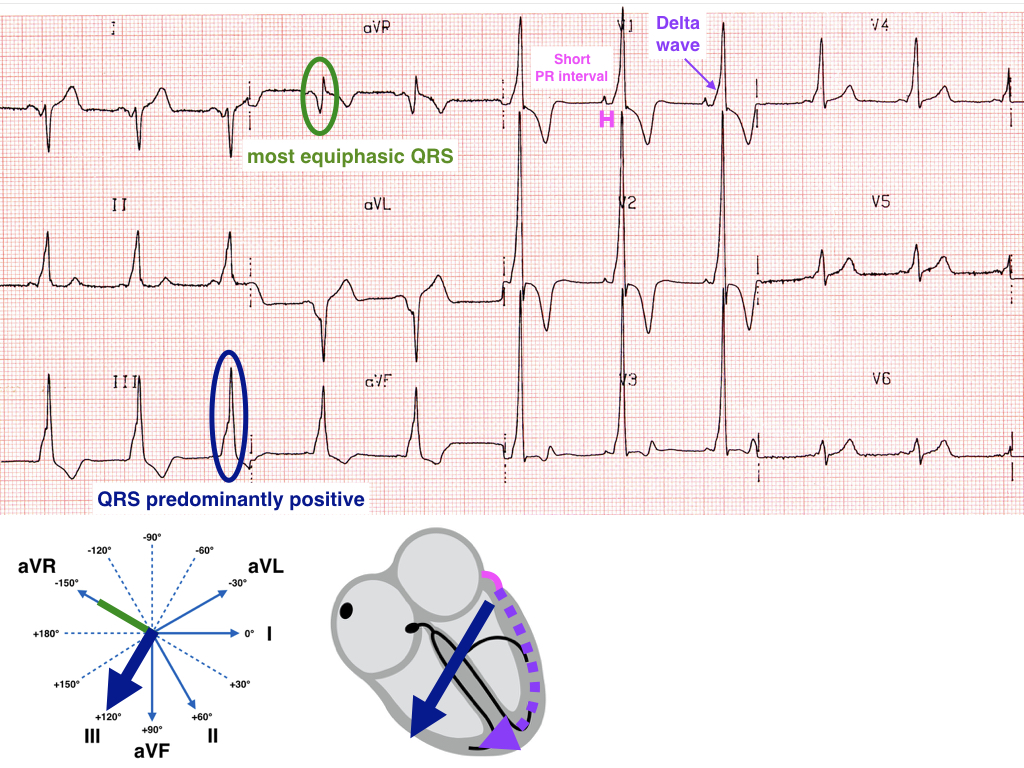 I
aVR
V1
V4
Delta
wave
Short
PR interval
H
most equiphasic QRS
II
aVL
V2
V5
III
aVF
V3
V6
QRS predominantly positive
-90°
-120°
-60°
aVR
aVL
-150°
-30°
+180°
0°
I
+150°
+30°
+120°
+60°
+90°
III
II
aVF